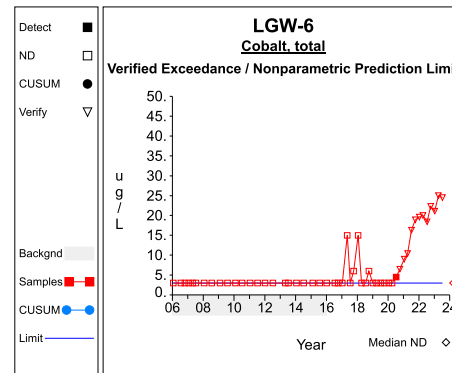 Detect
ND
CUSUM
Verify
Backgnd
Samples
CUSUM
Limit
LGW-6
Cobalt, total
Verified Exceedance / Nonparametric Prediction Limi
ug/L
50.
45.
40.
35.
30.
25.
20.
15.
10.
5.
0.
06 08 10 12 14 16 18 20 22 24
Year
Median ND